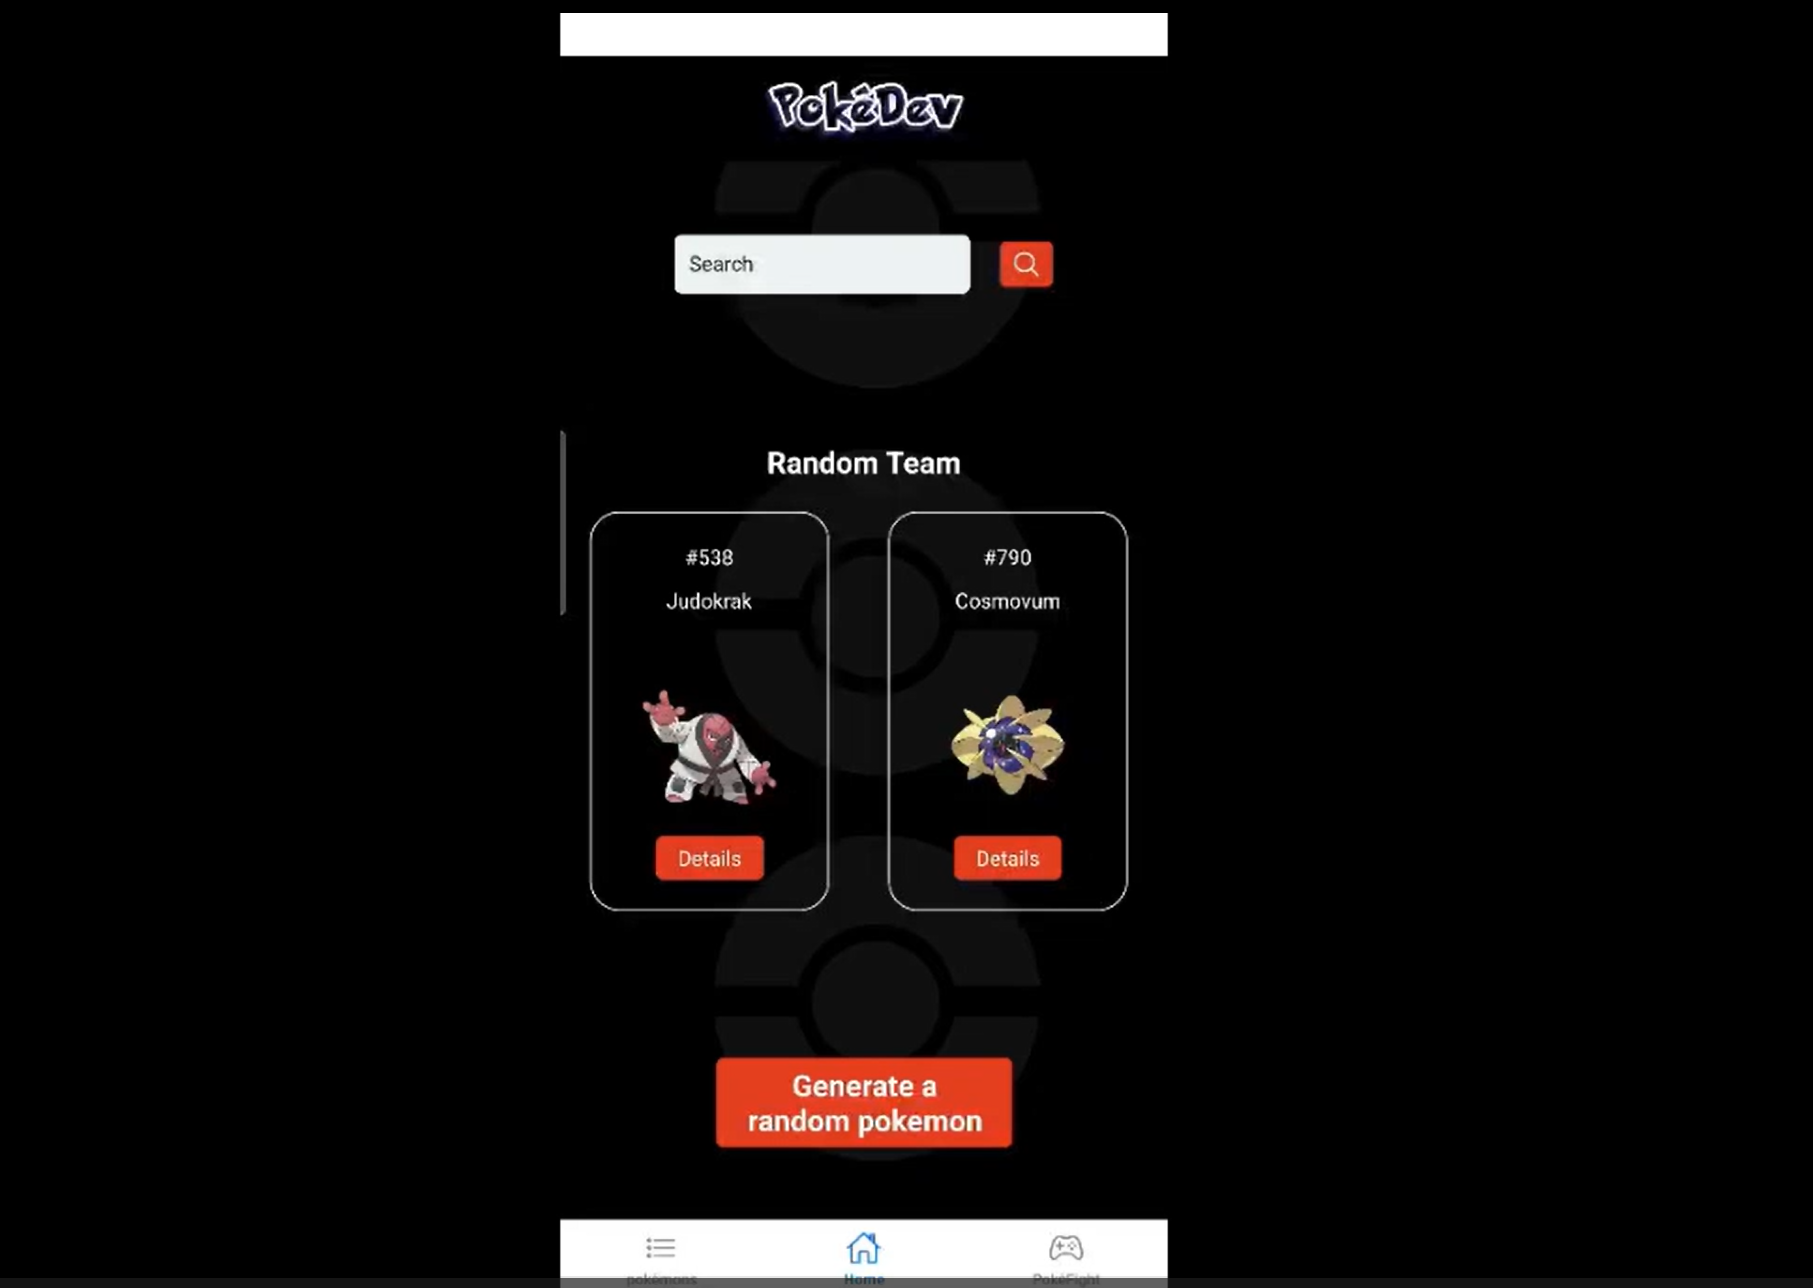 PokéDev
Search
Random Team
#538
Judokrak
Details
#790
Cosmovum
Details
Generate a
random pokemon
pokémons
Home
PokéFight